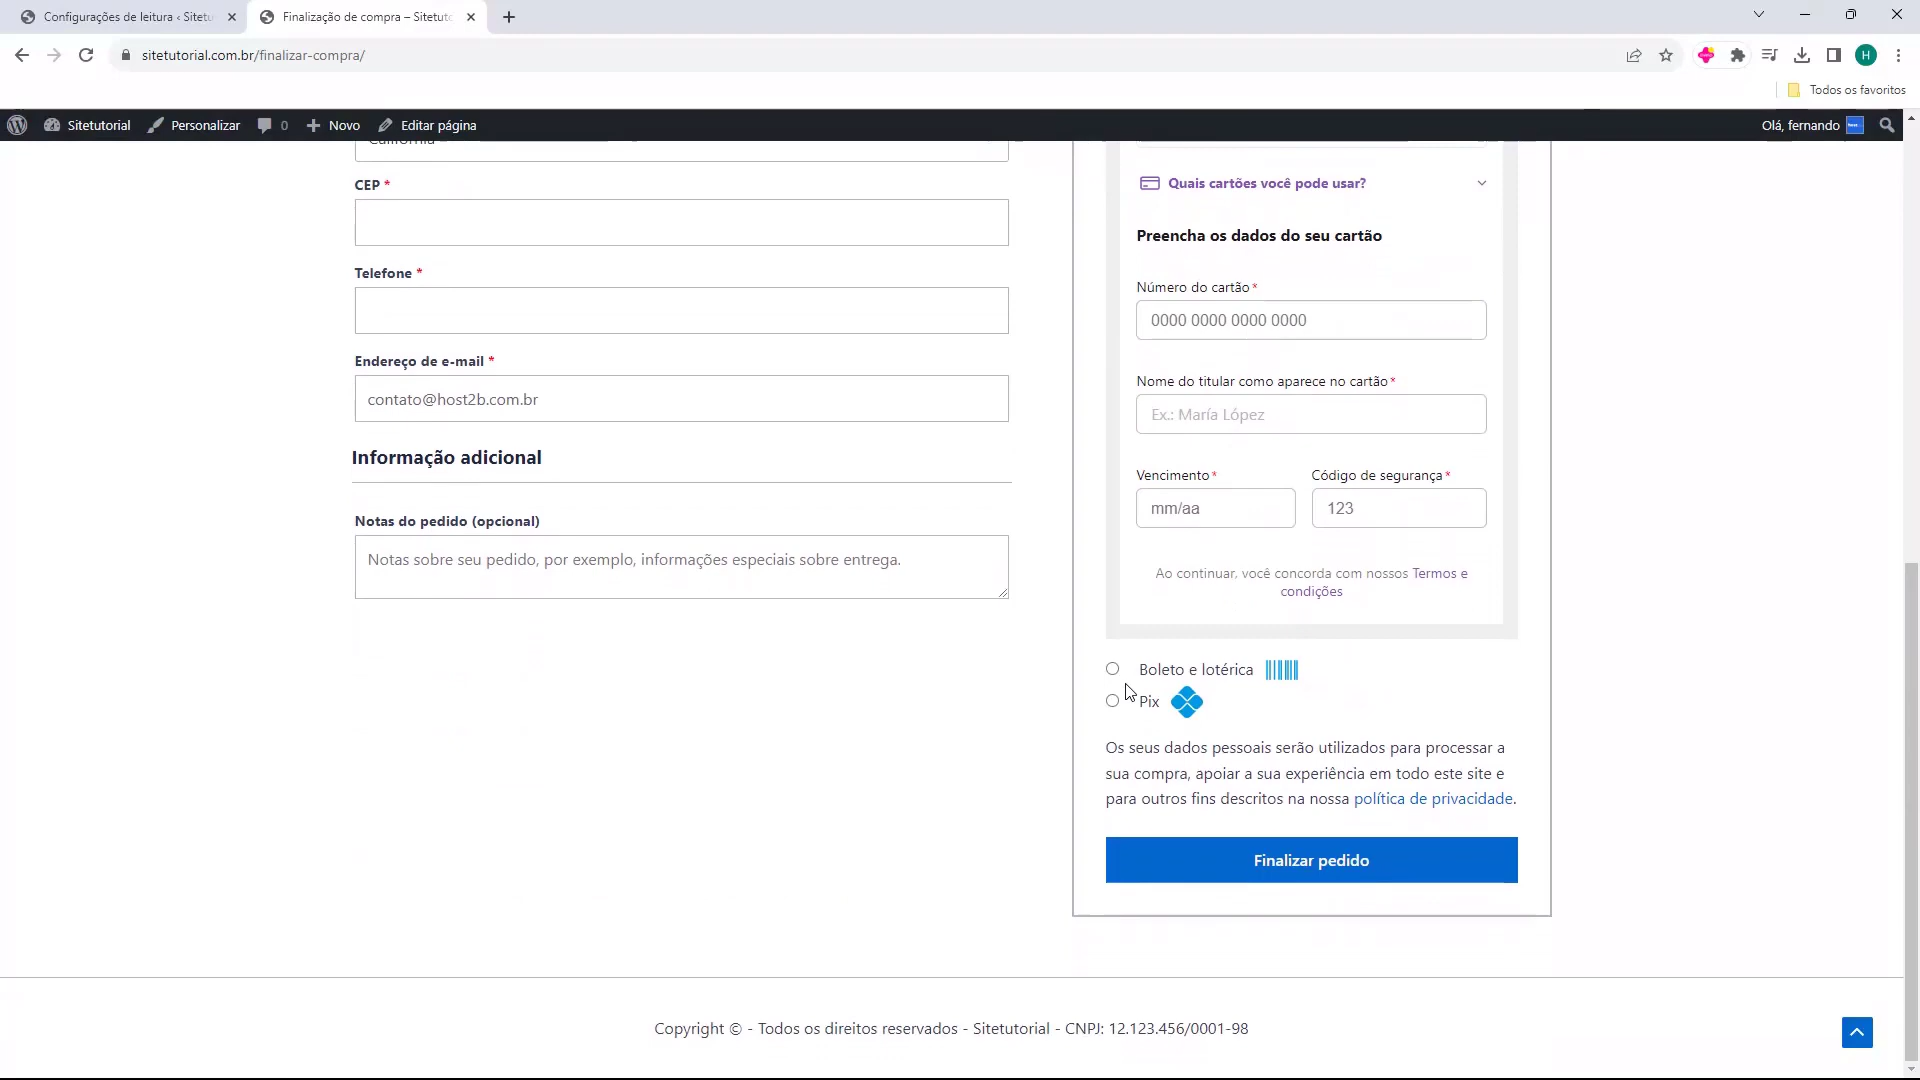 Configurações de leitura ‹ Sitetu
Finalização de compra – Sitetuto
sitetutorial.com.br/finalizar-compra/
H
Todos os favoritos
Sitetutorial
Personalizar
0
Novo
Editar página
Olá, fernando
Califórnia
CEP *
Telefone *
Endereço de e-mail *
contato@host2b.com.br
Informação adicional
Notas do pedido (opcional)
Notas sobre seu pedido, por exemplo, informações especiais sobre entrega.
Quais cartões você pode usar?
Preencha os dados do seu cartão
Número do cartão*
0000 0000 0000 0000
Nome do titular como aparece no cartão*
Ex.: María López
Vencimento* Código de segurança*
mm/aa 123
Ao continuar, você concorda com nossos Termos e
condições
Boleto e lotérica
Pix
Os seus dados pessoais serão utilizados para processar a
sua compra, apoiar a sua experiência em todo este site e
para outros fins descritos na nossa política de privacidade.
Finalizar pedido
Copyright © - Todos os direitos reservados - Sitetutorial - CNPJ: 12.123.456/0001-98